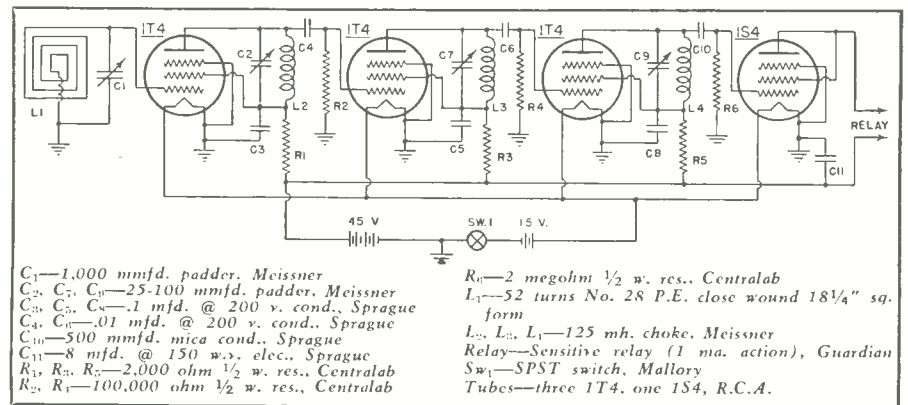 1T4
1T4
1T4
1S4
L1
C1
C2
C4
L2
R2
C3
R1
C7
C6
L3
R4
C5
R3
C9
C10
L4
R6
C8
R5
C11
RELAY
45 V
SW.1
1.5 V.
C₁—1,000 mmfd. padder, Meissner
C₂, C₇, C₉—25-100 mmfd. padder, Meissner
C₃, C₅, C₈—.1 mfd. @ 200 v. cond., Sprague
C₄, C₆—.01 mfd. @ 200 v. cond., Sprague
C₁₀—500 mmfd. mica cond., Sprague
C₁₁—8 mfd. @ 150 w.v. elec., Sprague
R₁, R₃, R₅—2,000 ohm ½ w. res., Centralab
R₂, R₄—100,000 ohm ½ w. res., Centralab
R₆—2 megohm ½ w. res., Centralab
L₁—52 turns No. 28 P.E. close wound 18¼" sq.
form
L₂, L₃, L₄—125 mh. choke, Meissner
Relay—Sensitive relay (1 ma. action), Guardian
Sw₁—SPST switch, Mallory
Tubes—three 1T4, one 1S4, R.C.A.